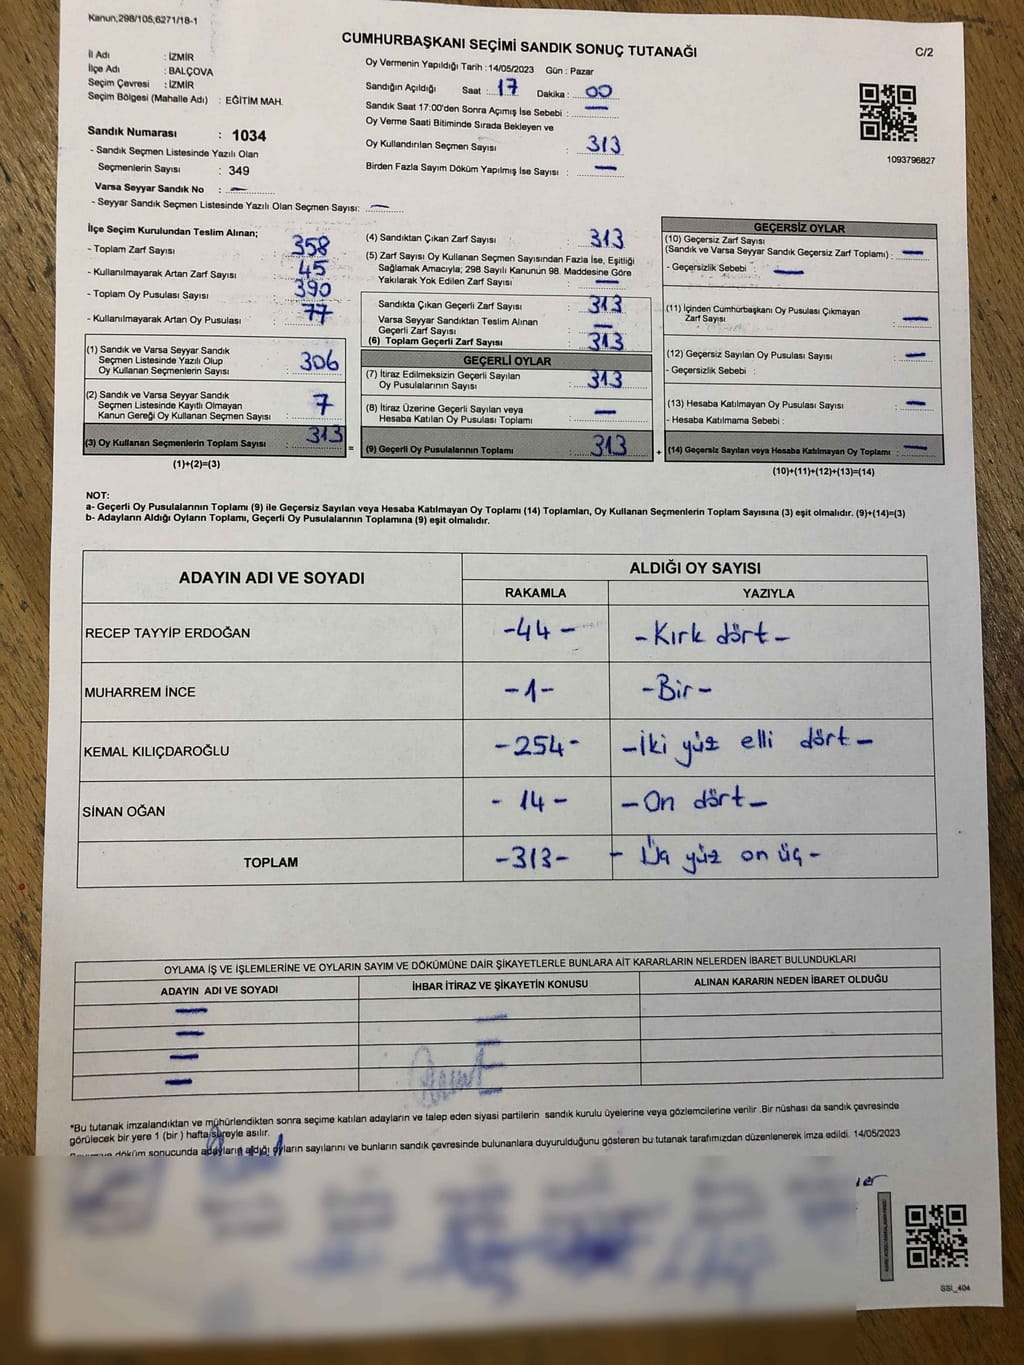 Kanun,298/105;6271/18-1
CUMHURBAŞKANI SEÇİMİ SANDIK SONUÇ TUTANAĞI
C/2
İl Adı : İZMİR
İlçe Adı : BALÇOVA
Seçim Çevresi : İZMİR
Seçim Bölgesi (Mahalle Adı) : EĞİTİM MAH.
Sandık Numarası : 1034
- Sandık Seçmen Listesinde Yazılı Olan
Seçmenlerin Sayısı : 349
Varsa Seyyar Sandık No : —
- Seyyar Sandık Seçmen Listesinde Yazılı Olan Seçmen Sayısı: —
Oy Vermenin Yapıldığı Tarih : 14/05/2023 Gün : Pazar
Sandığın Açıldığı Saat : 17 Dakika : 00
Sandık Saat 17:00'den Sonra Açımış İse Sebebi : —
Oy Verme Saati Bitiminde Sırada Bekleyen ve
Oy Kullandırılan Seçmen Sayısı : 313
Birden Fazla Sayım Döküm Yapılmış İse Sayısı : —
1093796827
İlçe Seçim Kurulundan Teslim Alınan;
- Toplam Zarf Sayısı : 358
- Kullanılmayarak Artan Zarf Sayısı : 45
- Toplam Oy Pusulası Sayısı : 390
- Kullanılmayarak Artan Oy Pusulası : 77
(1) Sandık ve Varsa Seyyar Sandık
Seçmen Listesinde Yazılı Olup
Oy Kullanan Seçmenlerin Sayısı : 306
(2) Sandık ve Varsa Seyyar Sandık
Seçmen Listesinde Kayıtlı Olmayan
Kanun Gereği Oy Kullanan Seçmen Sayısı : 7
(3) Oy Kullanan Seçmenlerin Toplam Sayısı : 313
(1)+(2)=(3)
=
(4) Sandıktan Çıkan Zarf Sayısı : 313
(5) Zarf Sayısı Oy Kullanan Seçmen Sayısından Fazla İse, Eşitliği
Sağlamak Amacıyla; 298 Sayılı Kanunun 98. Maddesine Göre
Yakılarak Yok Edilen Zarf Sayısı : —
Sandıkta Çıkan Geçerli Zarf Sayısı : 313
Varsa Seyyar Sandıktan Teslim Alınan
Geçerli Zarf Sayısı : —
(6) Toplam Geçerli Zarf Sayısı : 313
GEÇERLİ OYLAR
(7) İtiraz Edilmeksizin Geçerli Sayılan
Oy Pusulalarının Sayısı : 313
(8) İtiraz Üzerine Geçerli Sayılan veya
Hesaba Katılan Oy Pusulası Toplamı : —
(9) Geçerli Oy Pusulalarının Toplamı : 313
+
GEÇERSİZ OYLAR
(10) Geçersiz Zarf Sayısı
(Sandık ve Varsa Seyyar Sandık Geçersiz Zarf Toplamı) : —
- Geçersizlik Sebebi : —
(11) İçinden Cumhurbaşkanı Oy Pusulası Çıkmayan
Zarf Sayısı : —
(12) Geçersiz Sayılan Oy Pusulası Sayısı : —
- Geçersizlik Sebebi :
(13) Hesaba Katılmayan Oy Pusulası Sayısı : —
- Hesaba Katılmama Sebebi :
(14) Geçersiz Sayılan veya Hesaba Katılmayan Oy Toplamı : —
(10)+(11)+(12)+(13)=(14)
NOT:
a- Geçerli Oy Pusulalarının Toplamı (9) ile Geçersiz Sayılan veya Hesaba Katılmayan Oy Toplamı (14) Toplamları, Oy Kullanan Seçmenlerin Toplam Sayısına (3) eşit olmalıdır. (9)+(14)=(3)
b- Adayların Aldığı Oyların Toplamı, Geçerli Oy Pusulalarının Toplamına (9) eşit olmalıdır.
ADAYIN ADI VE SOYADI
ALDIĞI OY SAYISI
RAKAMLA YAZIYLA
RECEP TAYYİP ERDOĞAN -44- -Kırk dört-
MUHARREM İNCE -1- -Bir-
KEMAL KILIÇDAROĞLU -254- -İki yüz elli dört-
SİNAN OĞAN -14- -On dört-
TOPLAM -313- - Üç yüz on üç-
OYLAMA İŞ VE İŞLEMLERİNE VE OYLARIN SAYIM VE DÖKÜMÜNE DAİR ŞİKAYETLERLE BUNLARA AİT KARARLARIN NELERDEN İBARET BULUNDUKLARI
ADAYIN ADI VE SOYADI İHBAR İTİRAZ VE ŞİKAYETİN KONUSU ALINAN KARARIN NEDEN İBARET OLDUĞU
*Bu tutanak imzalandıktan ve mühürlendikten sonra seçime katılan adayların ve talep eden siyasi partilerin sandık kurulu üyelerine veya gözlemcilerine verilir .Bir nüshası da sandık çevresinde
görülecek bir yere 1 (bir ) hafta süreyle asılır.
döküm sonucunda adayların aldığı oyların sayılarını ve bunların sandık çevresinde bulunanlara duyurulduğunu gösteren bu tutanak tarafımızdan düzenlenerek imza edildi. 14/05/2023
SSI_404